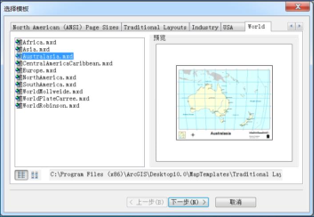 选择模板
North American (ANSI) Page Sizes
Traditional Layouts
Industry
USA
World
Africa.mxd
Asia.mxd
Australasia.mxd
CentralAmericaCaribbean.mxd
Europe.mxd
NorthAmerica.mxd
SouthAmerica.mxd
WorldMollweide.mxd
WorldPlateCarree.mxd
WorldRobinson.mxd
预览
Australasia
C:\Program Files (x86)\ArcGIS\Desktop10.0\MapTemplates\Traditional Lay
< 上一步(B)
下一步(N) >
取消